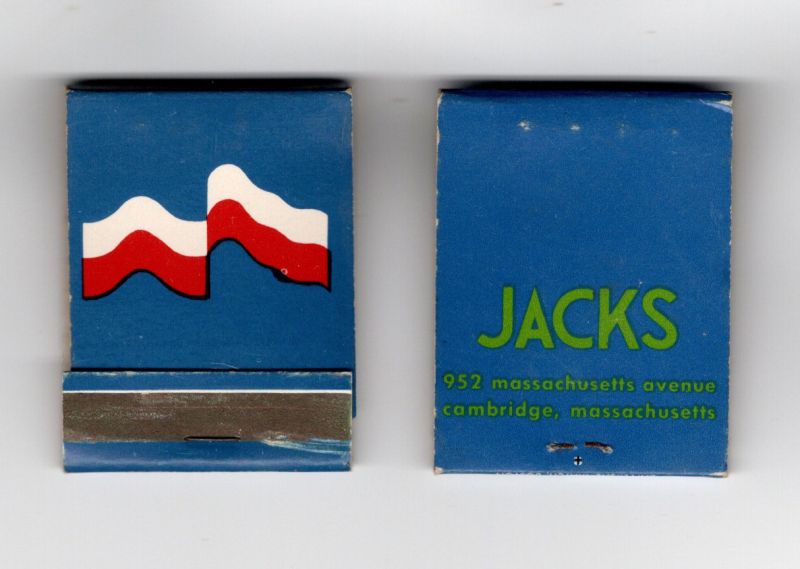 JACKS
952 massachusetts avenue
cambridge, massachusetts